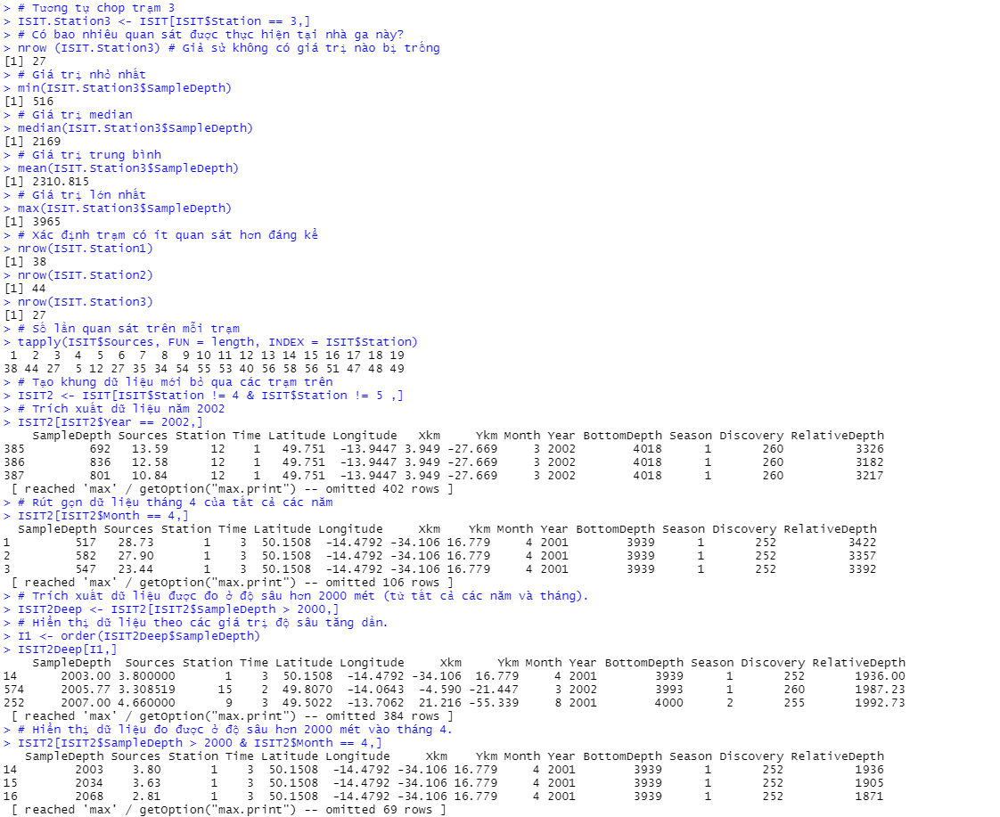 > # Tương tự chop trạm 3
> ISIT.Station3 <- ISIT[ISIT$Station == 3,]
> # Có bao nhiêu quan sát được thực hiện tại nhà ga này?
> nrow (ISIT.Station3) # Giả sử không có giá trị nào bị trống
[1] 27
> # Giá trị nhỏ nhất
> min(ISIT.Station3$SampleDepth)
[1] 516
> # Giá trị median
> median(ISIT.Station3$SampleDepth)
[1] 2169
> # Giá trị trung bình
> mean(ISIT.Station3$SampleDepth)
[1] 2310.815
> # Giá trị lớn nhất
> max(ISIT.Station3$SampleDepth)
[1] 3965
> # Xác định trạm có ít quan sát hơn đáng kể
> nrow(ISIT.Station1)
[1] 38
> nrow(ISIT.Station2)
[1] 44
> nrow(ISIT.Station3)
[1] 27
> # Số lần quan sát trên mỗi trạm
> tapply(ISIT$Sources, FUN = length, INDEX = ISIT$Station)
 1  2  3  4  5  6  7  8  9 10 11 12 13 14 15 16 17 18 19
38 44 27  5 12 27 35 34 54 55 53 40 56 58 56 51 47 48 49
> # Tạo khung dữ liệu mới bỏ qua các trạm trên
> ISIT2 <- ISIT[ISIT$Station != 4 & ISIT$Station != 5 ,]
> # Trích xuất dữ liệu năm 2002
> ISIT2[ISIT2$Year == 2002,]
    SampleDepth Sources Station Time Latitude Longitude   Xkm     Ykm Month Year BottomDepth Season Discovery RelativeDepth
385         692   13.59      12    1   49.751  -13.9447 3.949 -27.669     3 2002        4018      1       260          3326
386         836   12.58      12    1   49.751  -13.9447 3.949 -27.669     3 2002        4018      1       260          3182
387         801   10.84      12    1   49.751  -13.9447 3.949 -27.669     3 2002        4018      1       260          3217
 [ reached 'max' / getOption("max.print") -- omitted 402 rows ]
> # Rút gọn dữ liệu tháng 4 của tất cả các năm
> ISIT2[ISIT2$Month == 4,]
  SampleDepth Sources Station Time Latitude Longitude     Xkm    Ykm Month Year BottomDepth Season Discovery RelativeDepth
1         517   28.73       1    3  50.1508  -14.4792 -34.106 16.779     4 2001        3939      1       252          3422
2         582   27.90       1    3  50.1508  -14.4792 -34.106 16.779     4 2001        3939      1       252          3357
3         547   23.44       1    3  50.1508  -14.4792 -34.106 16.779     4 2001        3939      1       252          3392
 [ reached 'max' / getOption("max.print") -- omitted 106 rows ]
> # Trích xuất dữ liệu được đo ở độ sâu hơn 2000 mét (từ tất cả các năm và tháng).
> ISIT2Deep <- ISIT2[ISIT2$SampleDepth > 2000,]
> # Hiển thị dữ liệu theo các giá trị độ sâu tăng dần.
> I1 <- order(ISIT2Deep$SampleDepth)
> ISIT2Deep[I1,]
    SampleDepth  Sources Station Time Latitude Longitude     Xkm     Ykm Month Year BottomDepth Season Discovery RelativeDepth
14      2003.00 3.800000       1    3  50.1508  -14.4792 -34.106  16.779     4 2001        3939      1       252       1936.00
574     2005.77 3.308519      15    2  49.8070  -14.0643  -4.590 -21.447     3 2002        3993      1       260       1987.23
252     2007.00 4.660000       9    3  49.5022  -13.7062  21.216 -55.339     8 2001        4000      2       255       1992.73
 [ reached 'max' / getOption("max.print") -- omitted 384 rows ]
> # Hiển thị dữ liệu đo được ở độ sâu hơn 2000 mét vào tháng 4.
> ISIT2[ISIT2$SampleDepth > 2000 & ISIT2$Month == 4,]
   SampleDepth Sources Station Time Latitude Longitude     Xkm    Ykm Month Year BottomDepth Season Discovery RelativeDepth
14        2003    3.80       1    3  50.1508  -14.4792 -34.106 16.779     4 2001        3939      1       252          1936
15        2034    3.63       1    3  50.1508  -14.4792 -34.106 16.779     4 2001        3939      1       252          1905
16        2068    2.81       1    3  50.1508  -14.4792 -34.106 16.779     4 2001        3939      1       252          1871
 [ reached 'max' / getOption("max.print") -- omitted 69 rows ]